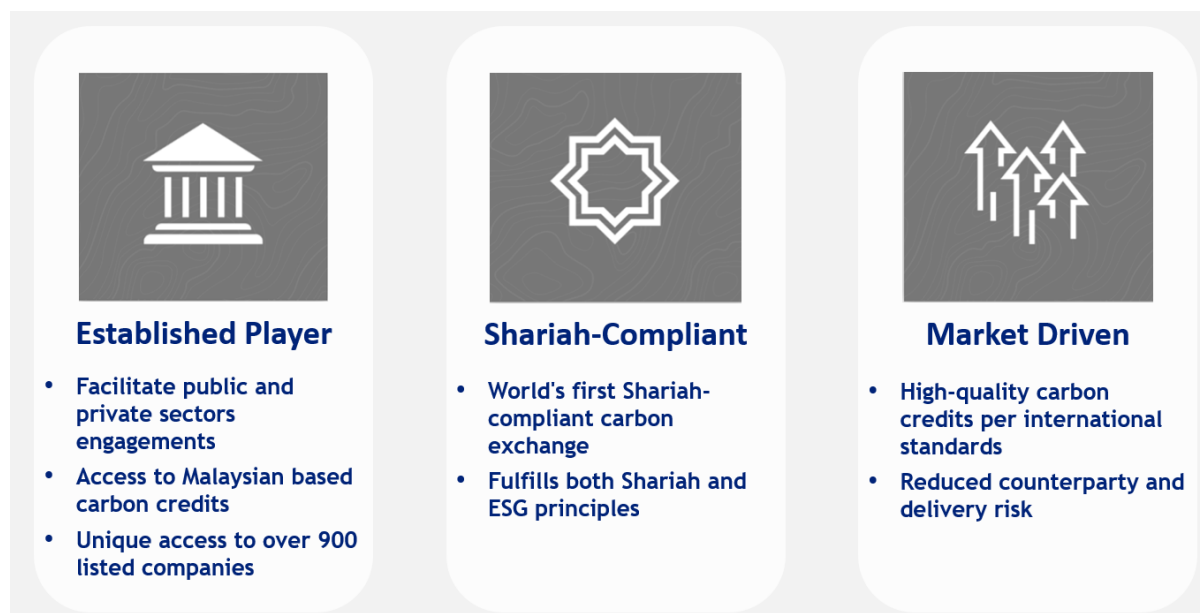 Established Player
• Facilitate public and
private sectors
engagements
• Access to Malaysian based
carbon credits
• Unique access to over 900
listed companies
Shariah-Compliant
• World's first Shariah-
compliant carbon
exchange
• Fulfills both Shariah and
ESG principles
Market Driven
• High-quality carbon
credits per international
standards
• Reduced counterparty and
delivery risk